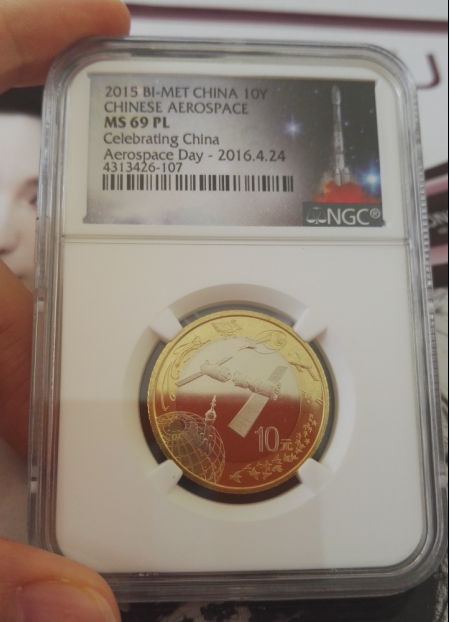 2015 BI-MET CHINA 10Y
CHINESE AEROSPACE
MS 69 PL
Celebrating China
Aerospace Day - 2016.4.24
4313426-107
NGC®
10元